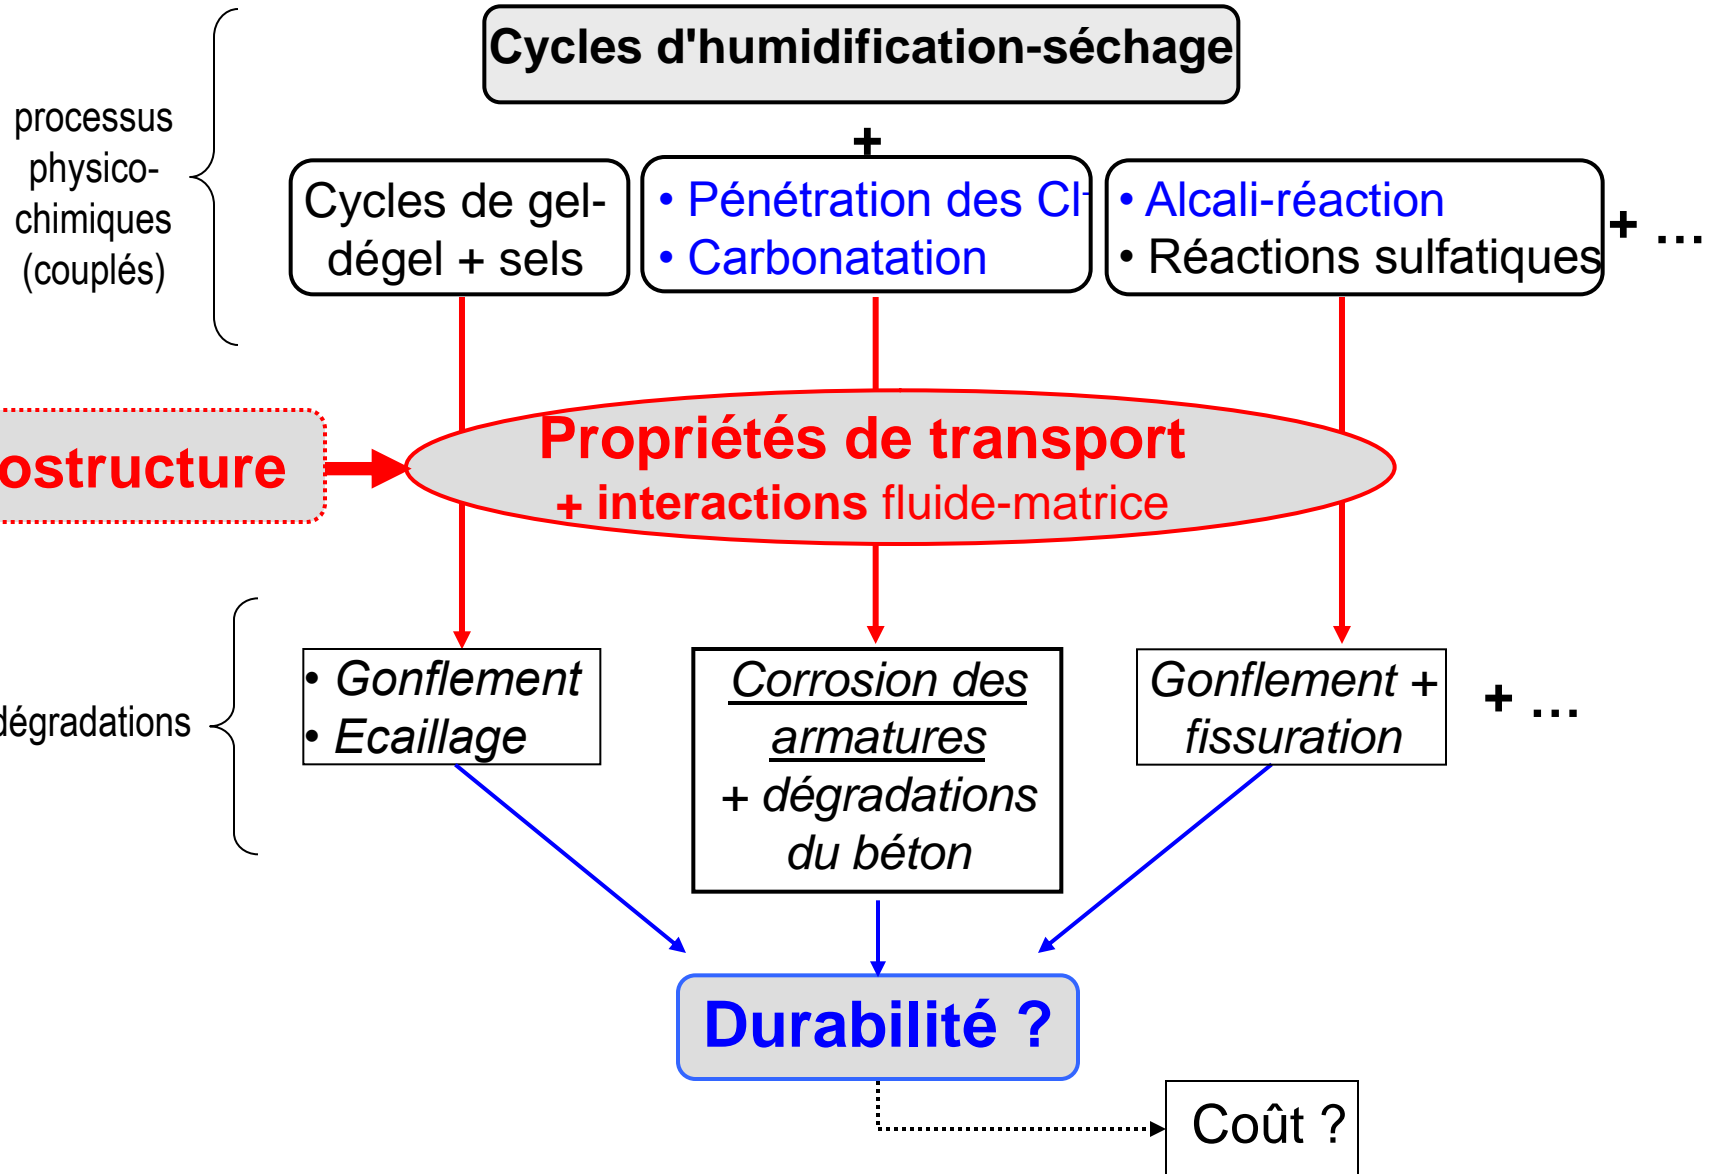 Cycles d'humidification-séchage
processus
physico-
chimiques
(couplés)
+
Cycles de gel-
dégel + sels
• Pénétration des Cl-
• Carbonatation
• Alcali-réaction
• Réactions sulfatiques
+ ...
ostructure
Propriétés de transport
+ interactions fluide-matrice
dégradations
• Gonflement
• Ecaillage
Corrosion des
armatures
+ dégradations
du béton
Gonflement +
fissuration
+ ...
Durabilité ?
Coût ?